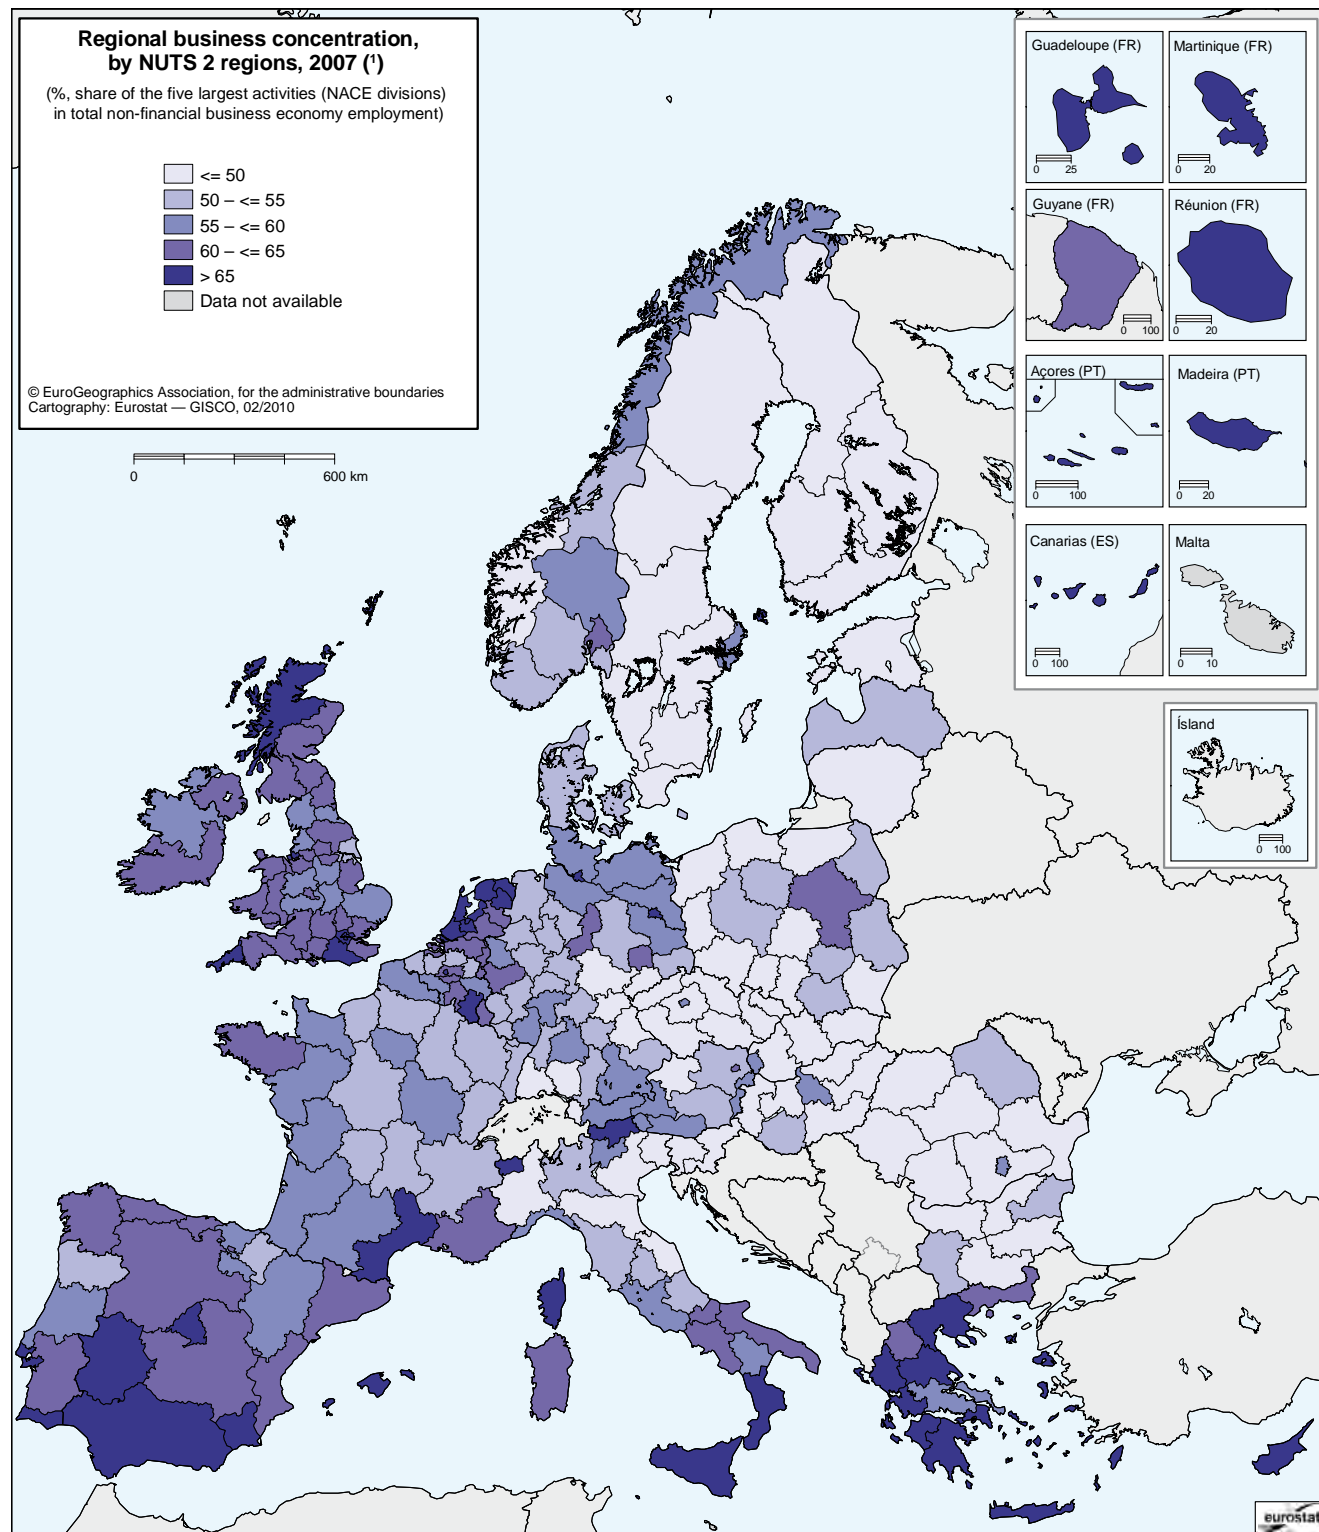 Regional business concentration,
by NUTS 2 regions, 2007 (¹)
(%, share of the five largest activities (NACE divisions)
in total non-financial business economy employment)
<= 50
50 – <= 55
55 – <= 60
60 – <= 65
> 65
Data not available
© EuroGeographics Association, for the administrative boundaries
Cartography: Eurostat — GISCO, 02/2010
0 600 km
Guadeloupe (FR)
0 25
Martinique (FR)
0 20
Guyane (FR)
0 100
Réunion (FR)
0 20
Açores (PT)
0 100
Madeira (PT)
0 20
Canarias (ES)
0 100
Malta
0 10
Ísland
0 100
eurostat